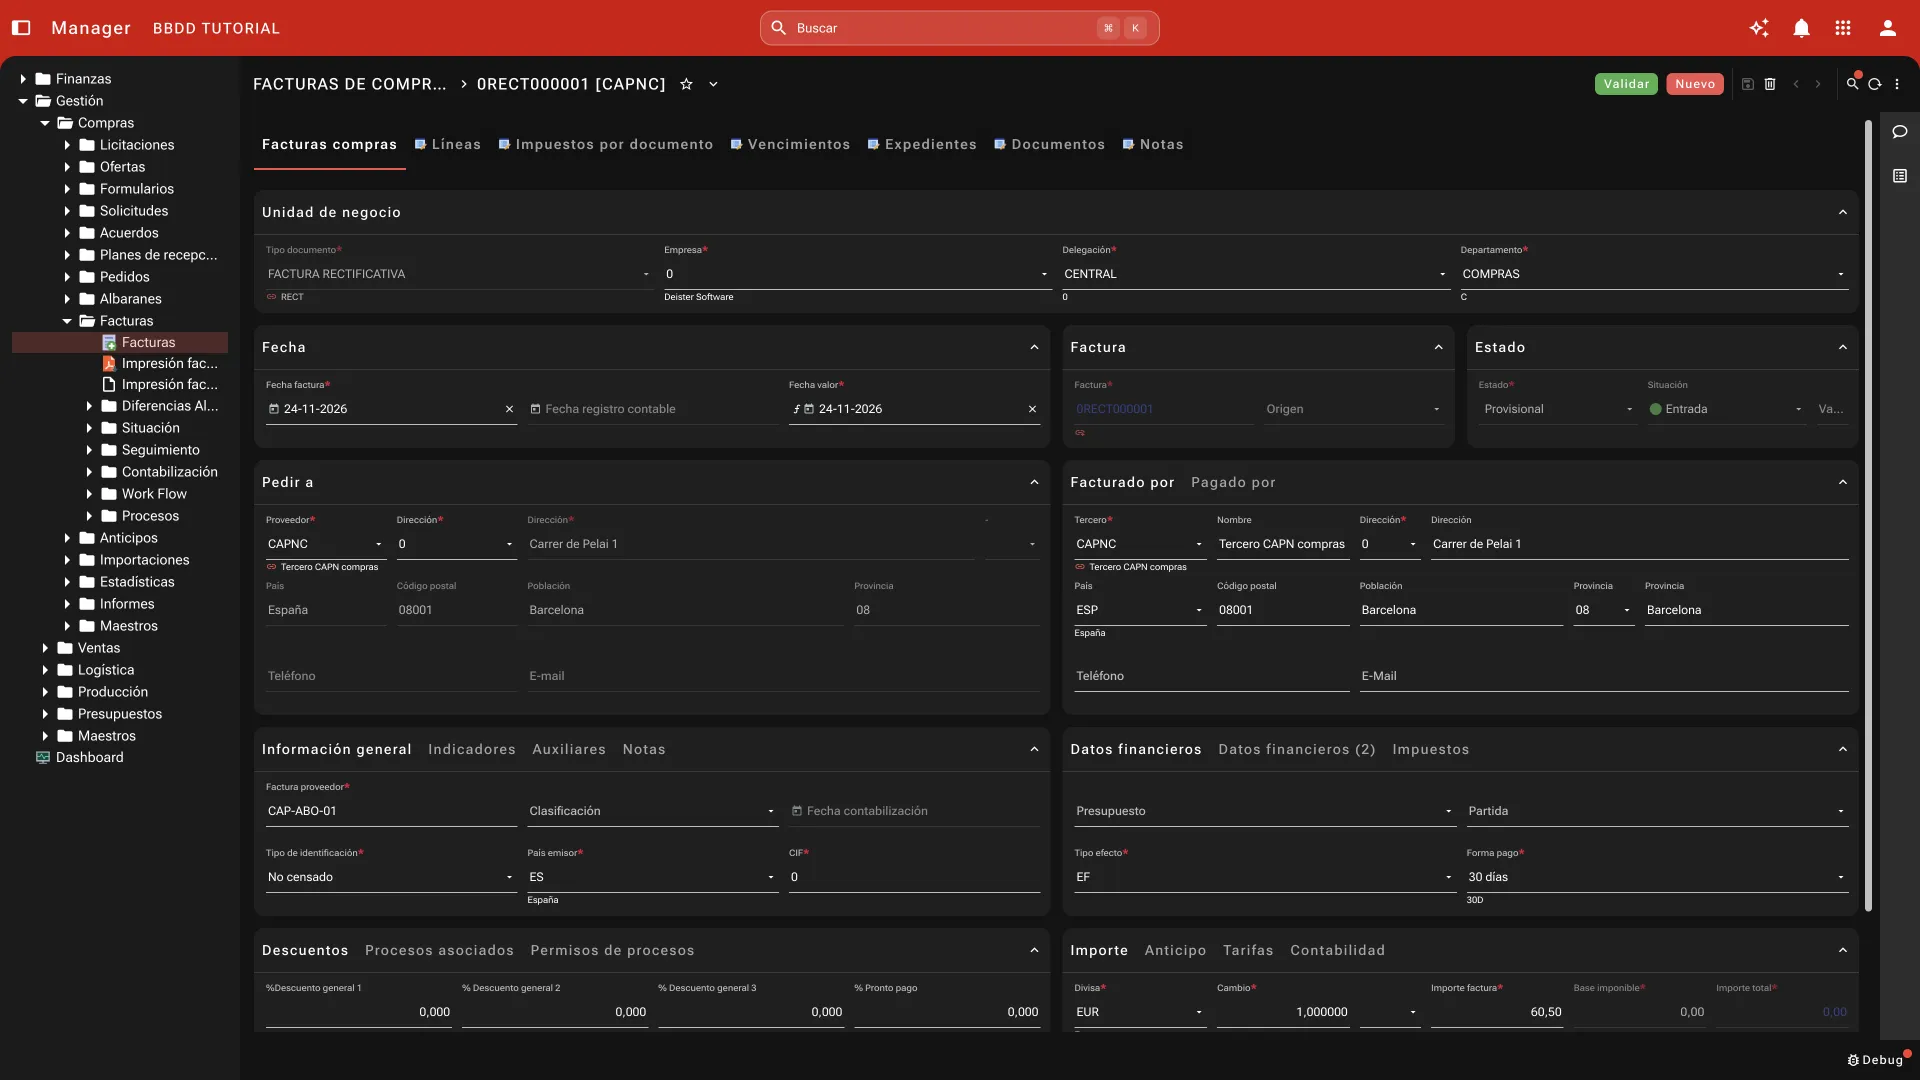 Manager
BBDD TUTORIAL
Buscar
⌘ K
Finanzas
Gestión
Compras
Licitaciones
Ofertas
Formularios
Solicitudes
Acuerdos
Planes de recepc...
Pedidos
Albaranes
Facturas
Facturas
Impresión fac...
Impresión fac...
Diferencias Al...
Situación
Seguimiento
Contabilización
Work Flow
Procesos
Anticipos
Importaciones
Estadísticas
Informes
Maestros
Ventas
Logística
Producción
Presupuestos
Maestros
Dashboard
FACTURAS DE COMPR... > 0RECT000001 [CAPNC]
Validar Nuevo
Facturas compras Líneas Impuestos por documento Vencimientos Expedientes Documentos Notas
Unidad de negocio
Tipo documento* Empresa* Delegación* Departamento*
FACTURA RECTIFICATIVA 0 CENTRAL COMPRAS
RECT Deister Software 0 C
Fecha
Fecha factura* Fecha valor*
24-11-2026 Fecha registro contable 24-11-2026
Factura
Factura*
0RECT000001 Origen
Estado
Estado* Situación
Provisional Entrada Va...
Pedir a
Proveedor* Dirección* Dirección* -
CAPNC 0 Carrer de Pelai 1
Tercero CAPN compras
País Código postal Población Provincia
España 08001 Barcelona 08
Teléfono E-mail
Facturado por Pagado por
Tercero* Nombre Dirección* Dirección
CAPNC Tercero CAPN compras 0 Carrer de Pelai 1
Tercero CAPN compras
País Código postal Población Provincia Provincia
ESP 08001 Barcelona 08 Barcelona
España
Teléfono E-Mail
Información general Indicadores Auxiliares Notas
Factura proveedor*
CAP-ABO-01 Clasificación Fecha contabilización
Tipo de identificación* País emisor* CIF*
No censado ES 0
España
Datos financieros Datos financieros (2) Impuestos
Presupuesto Partida
Tipo efecto* Forma pago*
EF 30 días
30D
Descuentos Procesos asociados Permisos de procesos
%Descuento general 1 % Descuento general 2 % Descuento general 3 % Pronto pago
0,000 0,000 0,000 0,000
Importe Anticipo Tarifas Contabilidad
Divisa* Cambio* Importe factura* Base imponible* Importe total*
EUR 1,000000 60,50 0,00 0,00
Debug